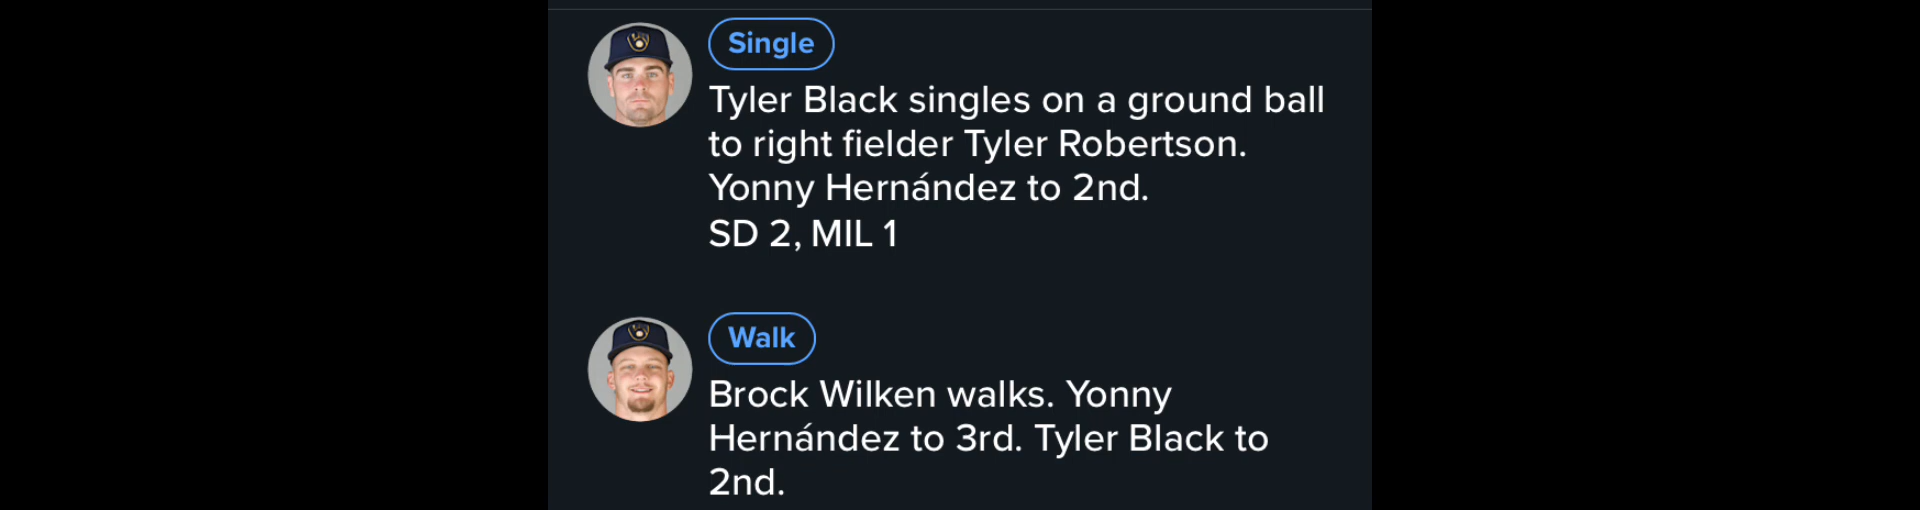 Single
Tyler Black singles on a ground ball
to right fielder Tyler Robertson.
Yonny Hernández to 2nd.
SD 2, MIL 1
Walk
Brock Wilken walks. Yonny
Hernández to 3rd. Tyler Black to
2nd.